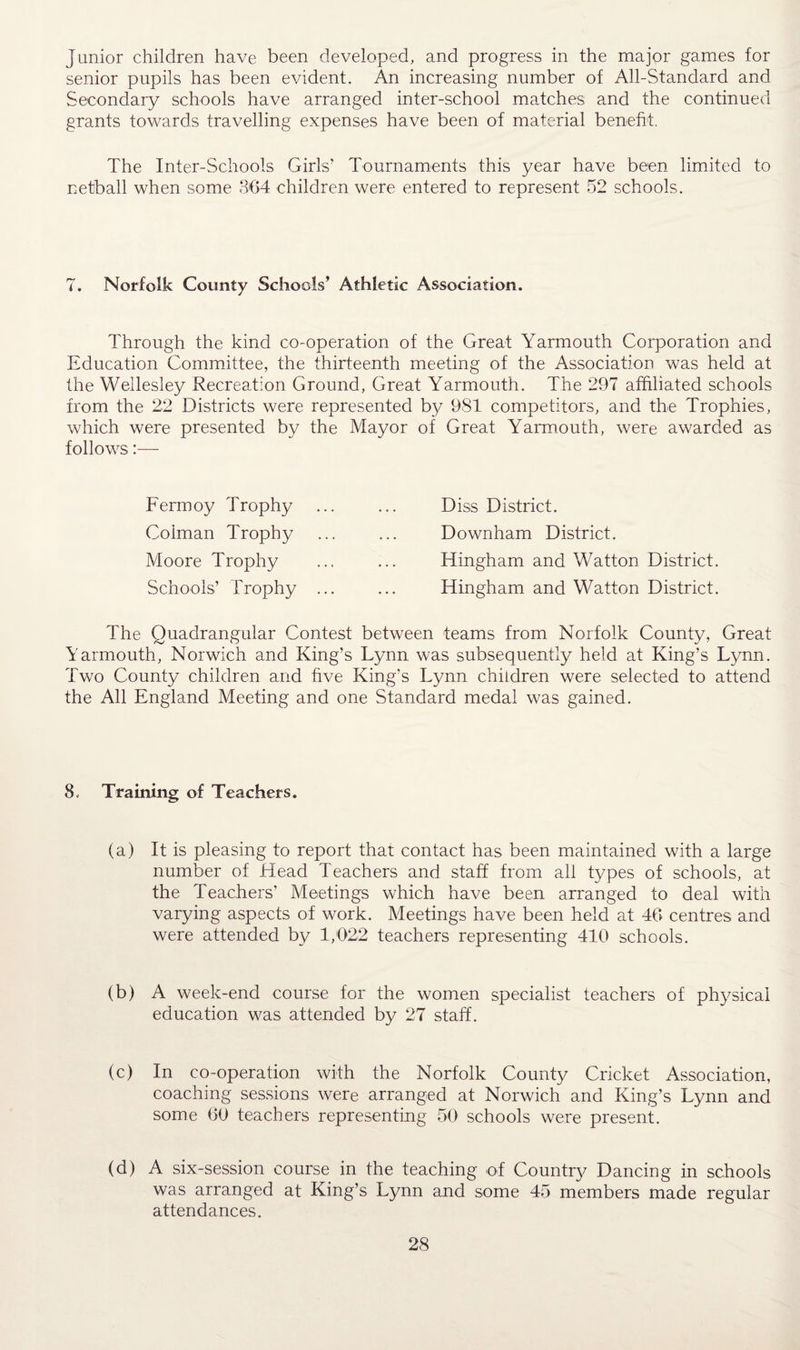 Junior children have been developed, and progress in the major games for
senior pupils has been evident. An increasing number of All-Standard and
Secondary schools have arranged inter-school matches and the continued
grants towards travelling expenses have been of material benefit.
The Inter-Schools Girls' Tournaments this year have been limited to
netball when some 364 children were entered to represent 52 schools.
7. Norfolk County Schools' Athletic Association.
Through the kind co-operation of the Great Yarmouth Corporation and
Education Committee, the thirteenth meeting of the Association was held at
the Wellesley Recreation Ground, Great Yarmouth. The 297 affiliated schools
from the 22 Districts were represented by 981 competitors, and the Trophies,
which were presented by the Mayor of Great Yarmouth, were awarded as
follows:—
Fermoy Trophy ... ... Diss District.
Colman Trophy ... ... Downham District.
Moore Trophy ... ... Hingham and Watton District.
Schools' Trophy ... ... Hingham and Watton District.
The Quadrangular Contest between teams from Norfolk County, Great
Yarmouth, Norwich and King's Lynn was subsequently held at King's Lynn.
Two County children and five King's Lynn children were selected to attend
the All England Meeting and one Standard medal was gained.
8. Training of Teachers.
(a) It is pleasing to report that contact has been maintained with a large
number of Head Teachers and staff from all types of schools, at
the Teachers' Meetings which have been arranged to deal with
varying aspects of work. Meetings have been held at 46 centres and
were attended by 1,022 teachers representing 410 schools.
(b) A week-end course for the women specialist teachers of physical
education was attended by 27 staff.
(c) In co-operation with the Norfolk County Cricket Association,
coaching sessions were arranged at Norwich and King's Lynn and
some 60 teachers representing 50 schools were present.
(d) A six-session course in the teaching of Country Dancing in schools
was arranged at King's Lynn and some 45 members made regular
attendances.
28